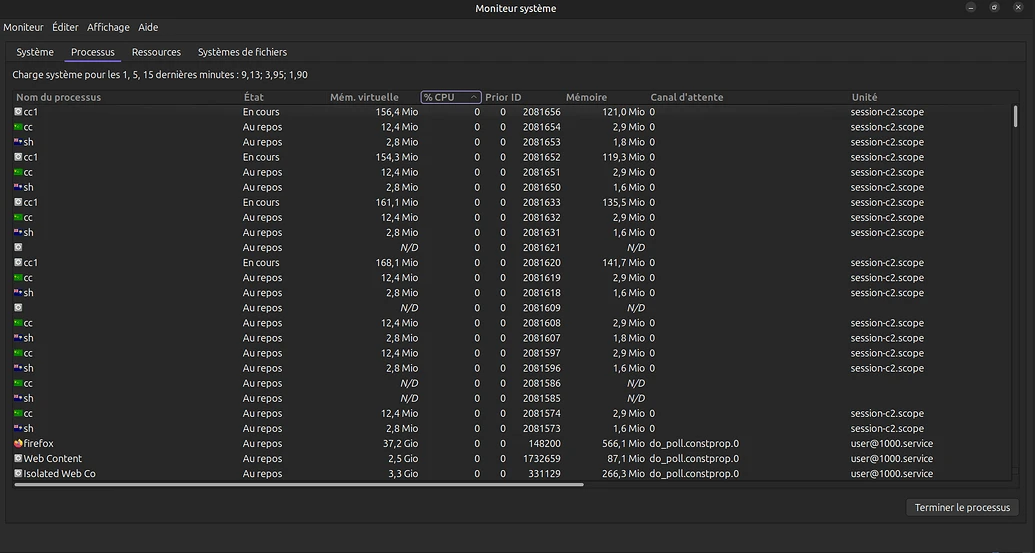 Moniteur système
Moniteur Éditer Affichage Aide
Système Processus Ressources Systèmes de fichiers
Charge système pour les 1, 5, 15 dernières minutes : 9,13; 3,95; 1,90
Nom du processus État Mém. virtuelle % CPU Prior ID Mémoire Canal d'attente Unité
cc1 En cours 156,4 Mio 0 0 2081656 121,0 Mio 0 session-c2.scope
cc Au repos 12,4 Mio 0 0 2081654 2,9 Mio 0 session-c2.scope
sh Au repos 2,8 Mio 0 0 2081653 1,8 Mio 0 session-c2.scope
cc1 En cours 154,3 Mio 0 0 2081652 119,3 Mio 0 session-c2.scope
cc Au repos 12,4 Mio 0 0 2081651 2,9 Mio 0 session-c2.scope
sh Au repos 2,8 Mio 0 0 2081650 1,6 Mio 0 session-c2.scope
cc1 En cours 161,1 Mio 0 0 2081633 135,5 Mio 0 session-c2.scope
cc Au repos 12,4 Mio 0 0 2081632 2,9 Mio 0 session-c2.scope
sh Au repos 2,8 Mio 0 0 2081631 1,6 Mio 0 session-c2.scope
Au repos N/D 0 0 2081621 N/D
cc1 En cours 168,1 Mio 0 0 2081620 141,7 Mio 0 session-c2.scope
cc Au repos 12,4 Mio 0 0 2081619 2,9 Mio 0 session-c2.scope
sh Au repos 2,8 Mio 0 0 2081618 1,6 Mio 0 session-c2.scope
Au repos N/D 0 0 2081609 N/D
cc Au repos 12,4 Mio 0 0 2081608 2,9 Mio 0 session-c2.scope
sh Au repos 2,8 Mio 0 0 2081607 1,8 Mio 0 session-c2.scope
cc Au repos 12,4 Mio 0 0 2081597 2,9 Mio 0 session-c2.scope
sh Au repos 2,8 Mio 0 0 2081596 1,6 Mio 0 session-c2.scope
cc Au repos N/D 0 0 2081586 N/D
sh Au repos N/D 0 0 2081585 N/D
cc Au repos 12,4 Mio 0 0 2081574 2,9 Mio 0 session-c2.scope
sh Au repos 2,8 Mio 0 0 2081573 1,6 Mio 0 session-c2.scope
firefox Au repos 37,2 Gio 0 0 148200 566,1 Mio do_poll.constprop.0 user@1000.service
Web Content Au repos 2,5 Gio 0 0 1732659 87,1 Mio do_poll.constprop.0 user@1000.service
Isolated Web Co Au repos 3,3 Gio 0 0 331129 266,3 Mio do_poll.constprop.0 user@1000.service
Terminer le processus